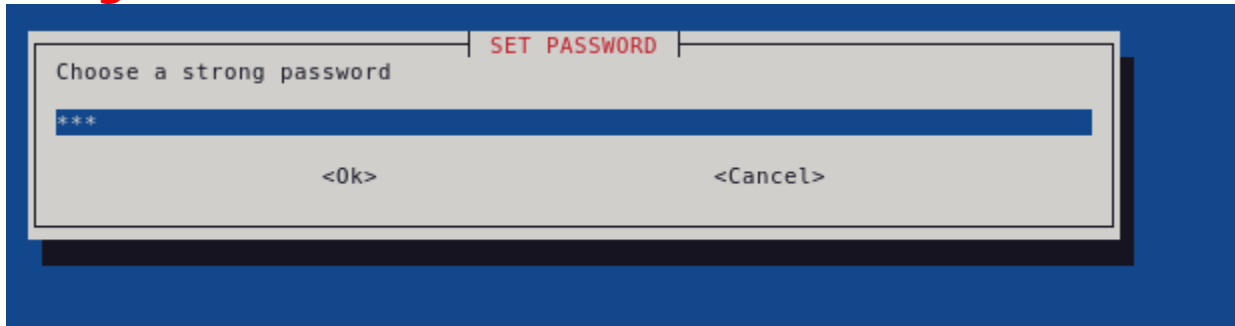 SET PASSWORD
Choose a strong password
***
<Ok> <Cancel>